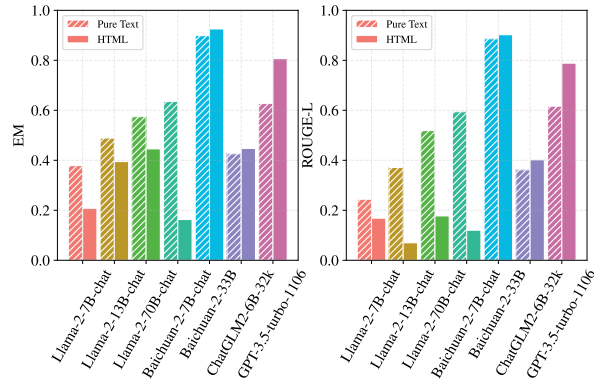 EM
1.0
0.8
0.6
0.4
0.2
0.0
Pure Text
HTML
Llama-2-7B-chat
Llama-2-13B-chat
Llama-2-70B-chat
Baichuan-2-7B-chat
Baichuan-2-33B
ChatGLM2-6B-32k
GPT-3.5-turbo-1106
ROUGE-L
1.0
0.8
0.6
0.4
0.2
0.0
Pure Text
HTML
Llama-2-7B-chat
Llama-2-13B-chat
Llama-2-70B-chat
Baichuan-2-7B-chat
Baichuan-2-33B
ChatGLM2-6B-32k
GPT-3.5-turbo-1106